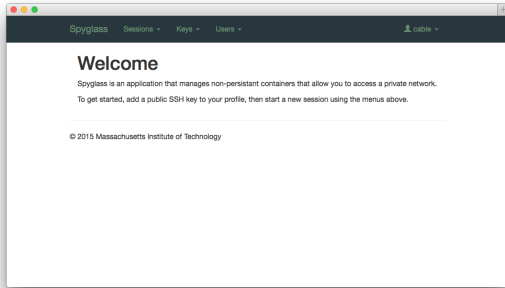 Spyglass Sessions Keys Users cable
Welcome
Spyglass is an application that manages non-persistant containers that allow you to access a private network.
To get started, add a public SSH key to your profile, then start a new session using the menus above.
© 2015 Massachusetts Institute of Technology